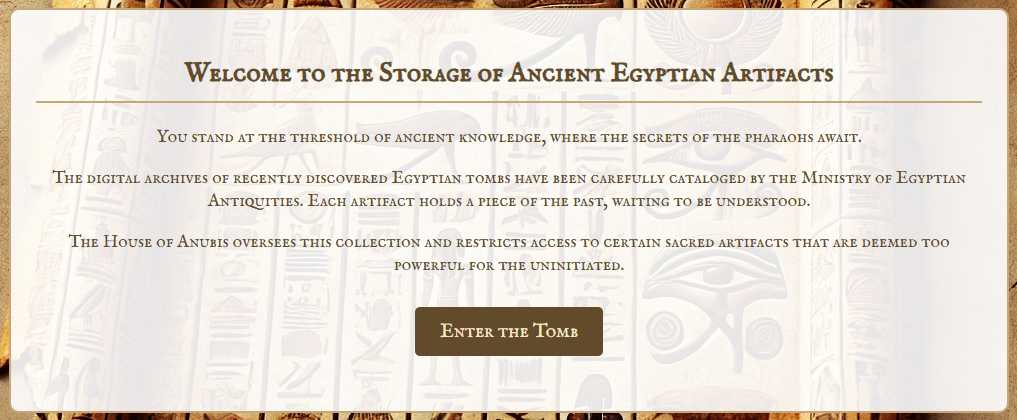 Welcome to the Storage of Ancient Egyptian Artifacts
You stand at the threshold of ancient knowledge, where the secrets of the pharaohs await.
The digital archives of recently discovered Egyptian tombs have been carefully cataloged by the Ministry of Egyptian
Antiquities. Each artifact holds a piece of the past, waiting to be understood.
The House of Anubis oversees this collection and restricts access to certain sacred artifacts that are deemed too
powerful for the uninitiated.
Enter the Tomb